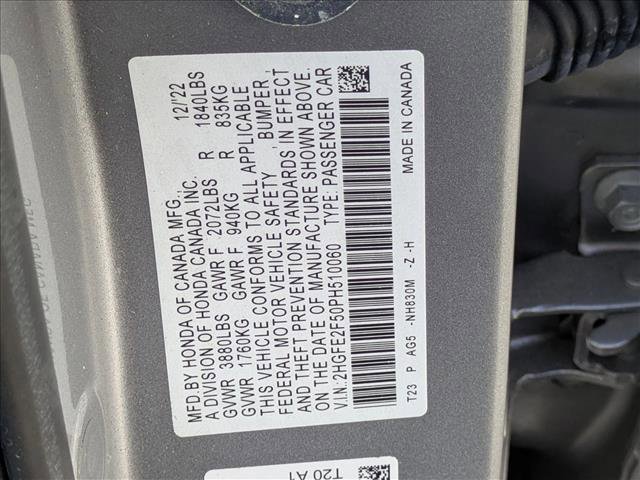 MFD.BY HONDA OF CANADA MFG., 12/'22
A DIVISION OF HONDA CANADA INC.
GVWR 3880LBS GAWR F 2072LBS R 1840LBS
GVWR 1760KG GAWR F 940KG R 835KG
THIS VEHICLE CONFORMS TO ALL APPLICABLE
FEDERAL MOTOR VEHICLE SAFETY, BUMPER,
AND THEFT PREVENTION STANDARDS IN EFFECT
ON THE DATE OF MANUFACTURE SHOWN ABOVE.
V.I.N.:2HGFE2F50PH510060 TYPE: PASSENGER CAR
T23 P AG5 -NH830M -Z -H MADE IN CANADA
T20 A1